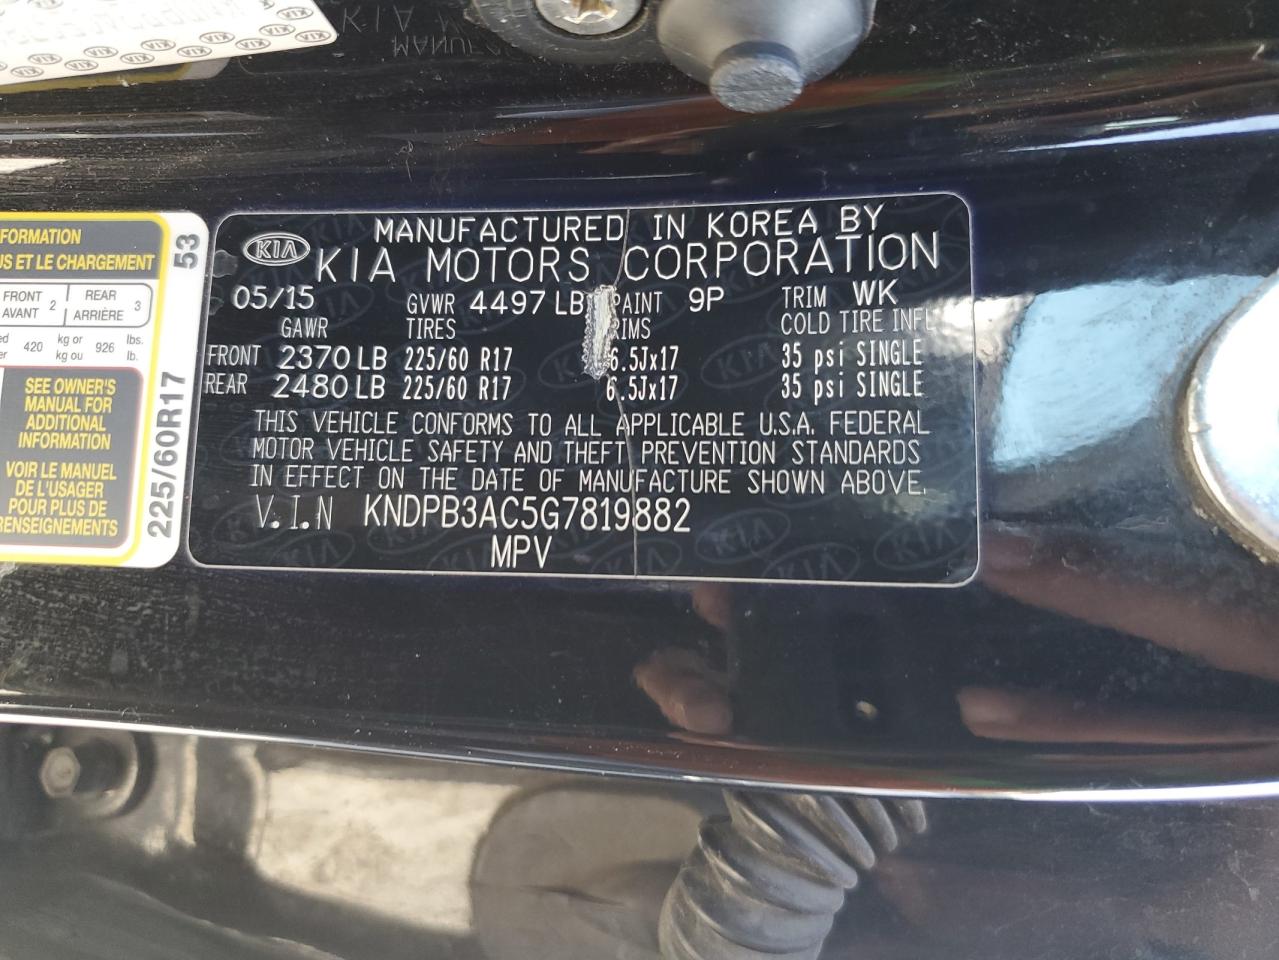 MANUFACTURED IN KOREA BY
KIA KIA MOTORS CORPORATION
05/15 GVWR 4497 LB PAINT 9P TRIM WK
GAWR TIRES RIMS COLD TIRE INFL
FRONT 2370 LB 225/60 R17 6.5Jx17 35 psi SINGLE
REAR 2480 LB 225/60 R17 6.5Jx17 35 psi SINGLE
THIS VEHICLE CONFORMS TO ALL APPLICABLE U.S.A. FEDERAL
MOTOR VEHICLE SAFETY AND THEFT PREVENTION STANDARDS
IN EFFECT ON THE DATE OF MANUFACTURE SHOWN ABOVE.
V.I.N KNDPB3AC5G7819882
MPV
FORMATION
US ET LE CHARGEMENT
FRONT AVANT 2 REAR ARRIÈRE 3
420 kg or kg ou 926 lbs. lb.
SEE OWNER'S
MANUAL FOR
ADDITIONAL
INFORMATION
VOIR LE MANUEL
DE L'USAGER
POUR PLUS DE
RENSEIGNEMENTS
225/60R17 53